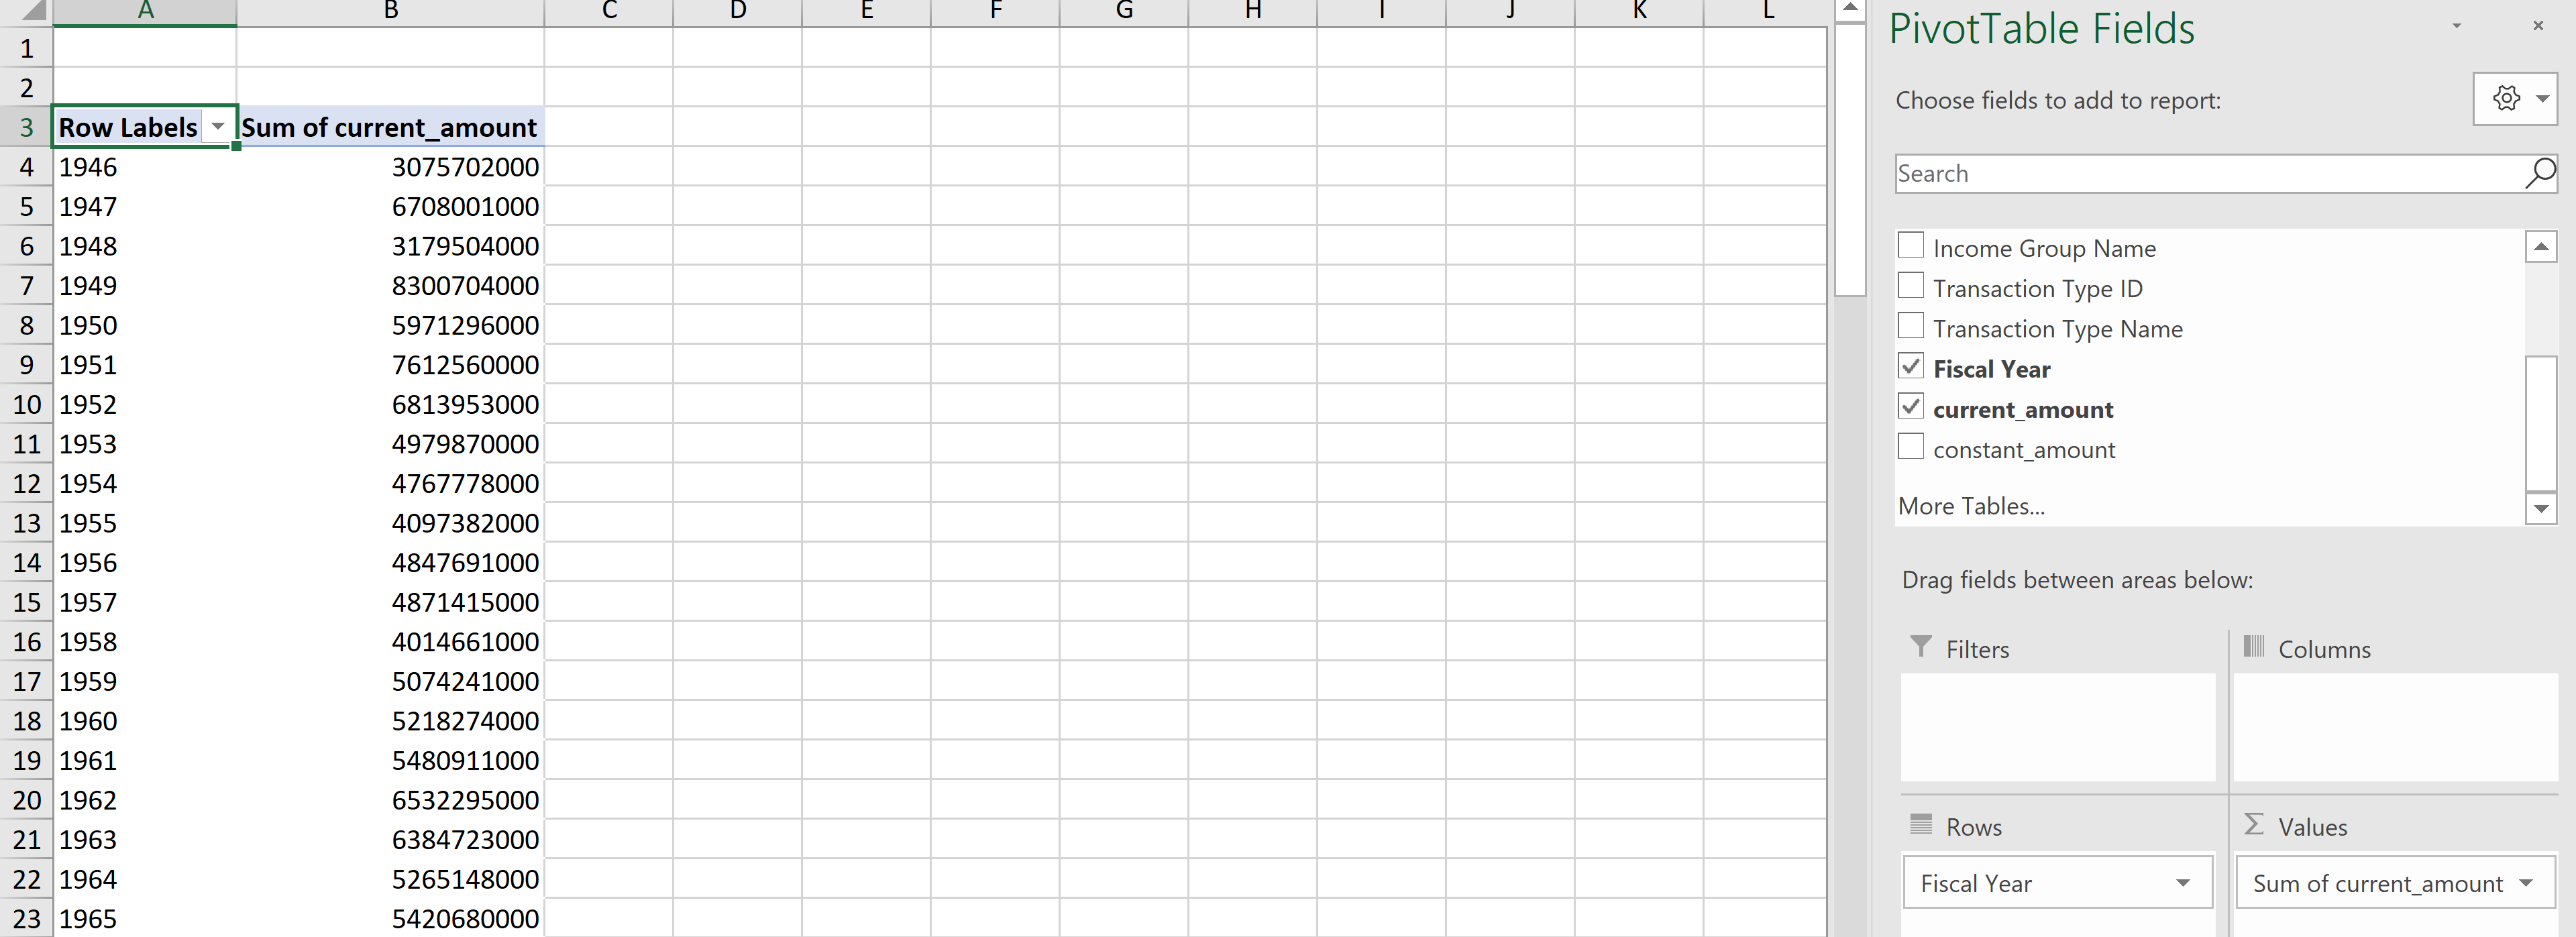 A B C D E F G H I J K L
1
2
3 Row Labels Sum of current_amount
4 1946 3075702000
5 1947 6708001000
6 1948 3179504000
7 1949 8300704000
8 1950 5971296000
9 1951 7612560000
10 1952 6813953000
11 1953 4979870000
12 1954 4767778000
13 1955 4097382000
14 1956 4847691000
15 1957 4871415000
16 1958 4014661000
17 1959 5074241000
18 1960 5218274000
19 1961 5480911000
20 1962 6532295000
21 1963 6384723000
22 1964 5265148000
23 1965 5420680000
PivotTable Fields
Choose fields to add to report:
Search
Income Group Name
Transaction Type ID
Transaction Type Name
Fiscal Year
current_amount
constant_amount
More Tables...
Drag fields between areas below:
Filters
Columns
Rows
Σ Values
Fiscal Year
Sum of current_amount